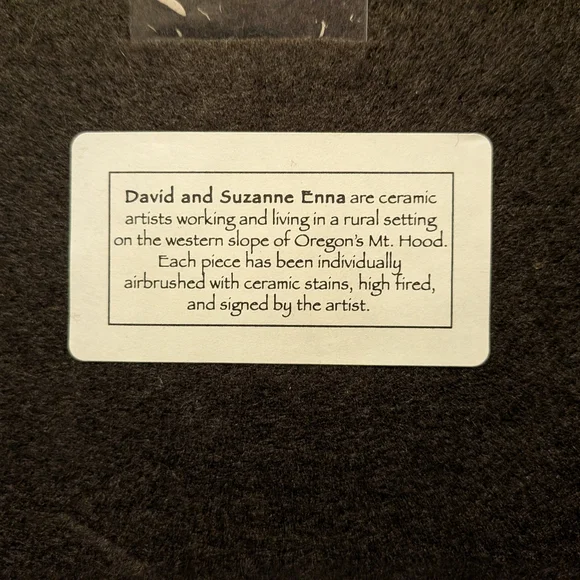 David and Suzanne Enna are ceramic
artists working and living in a rural setting
on the western slope of Oregon's Mt. Hood.
Each piece has been individually
airbrushed with ceramic stains, high fired,
and signed by the artist.